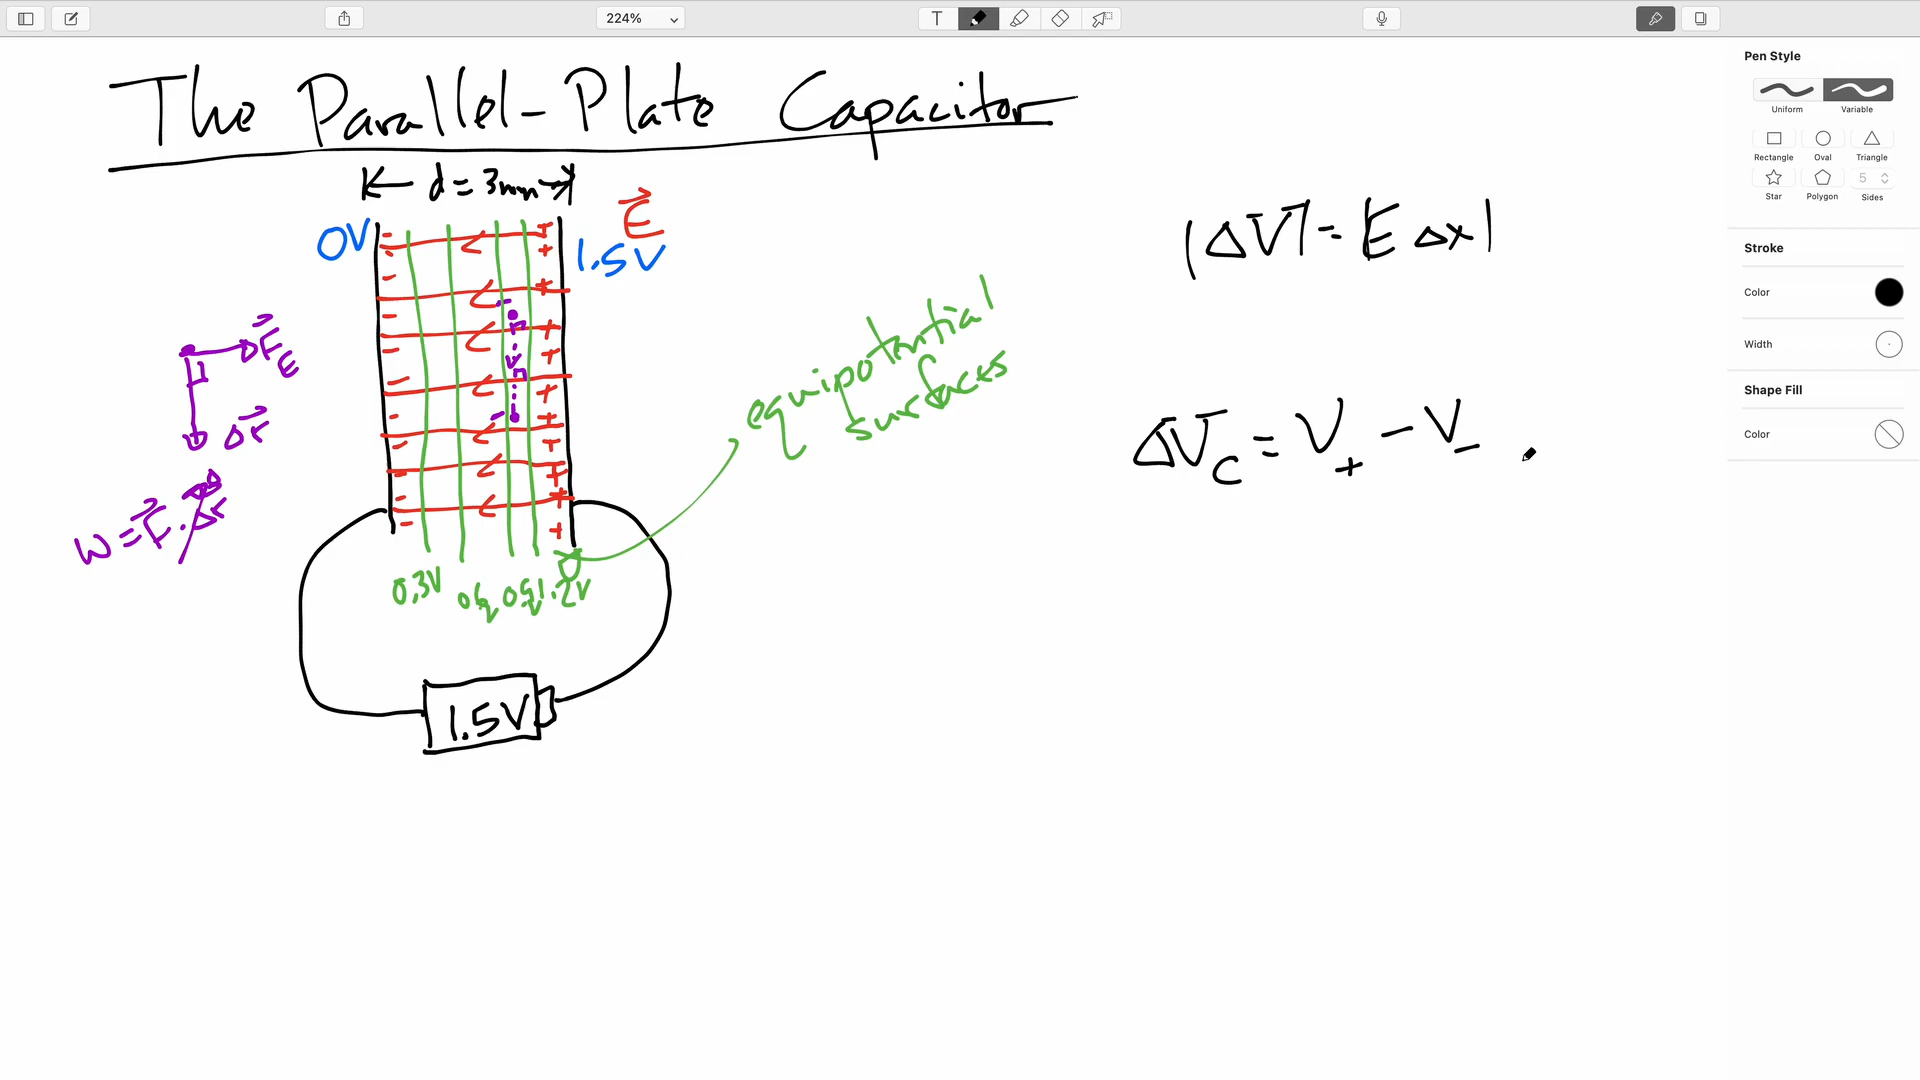 224%
T
Pen Style
Uniform
Variable
Rectangle
Oval
Triangle
Star
Polygon
5
Sides
Stroke
Color
Width
Shape Fill
Color
The Parallel-Plate Capacitor
d = 3mm
0V
E
1.5V
|ΔV| = |E Δx|
F_E
Δr
equipotential
surfaces
ΔV_C = V_+ - V_-
W = F · Δr
0.3V
1.2V
1.5V